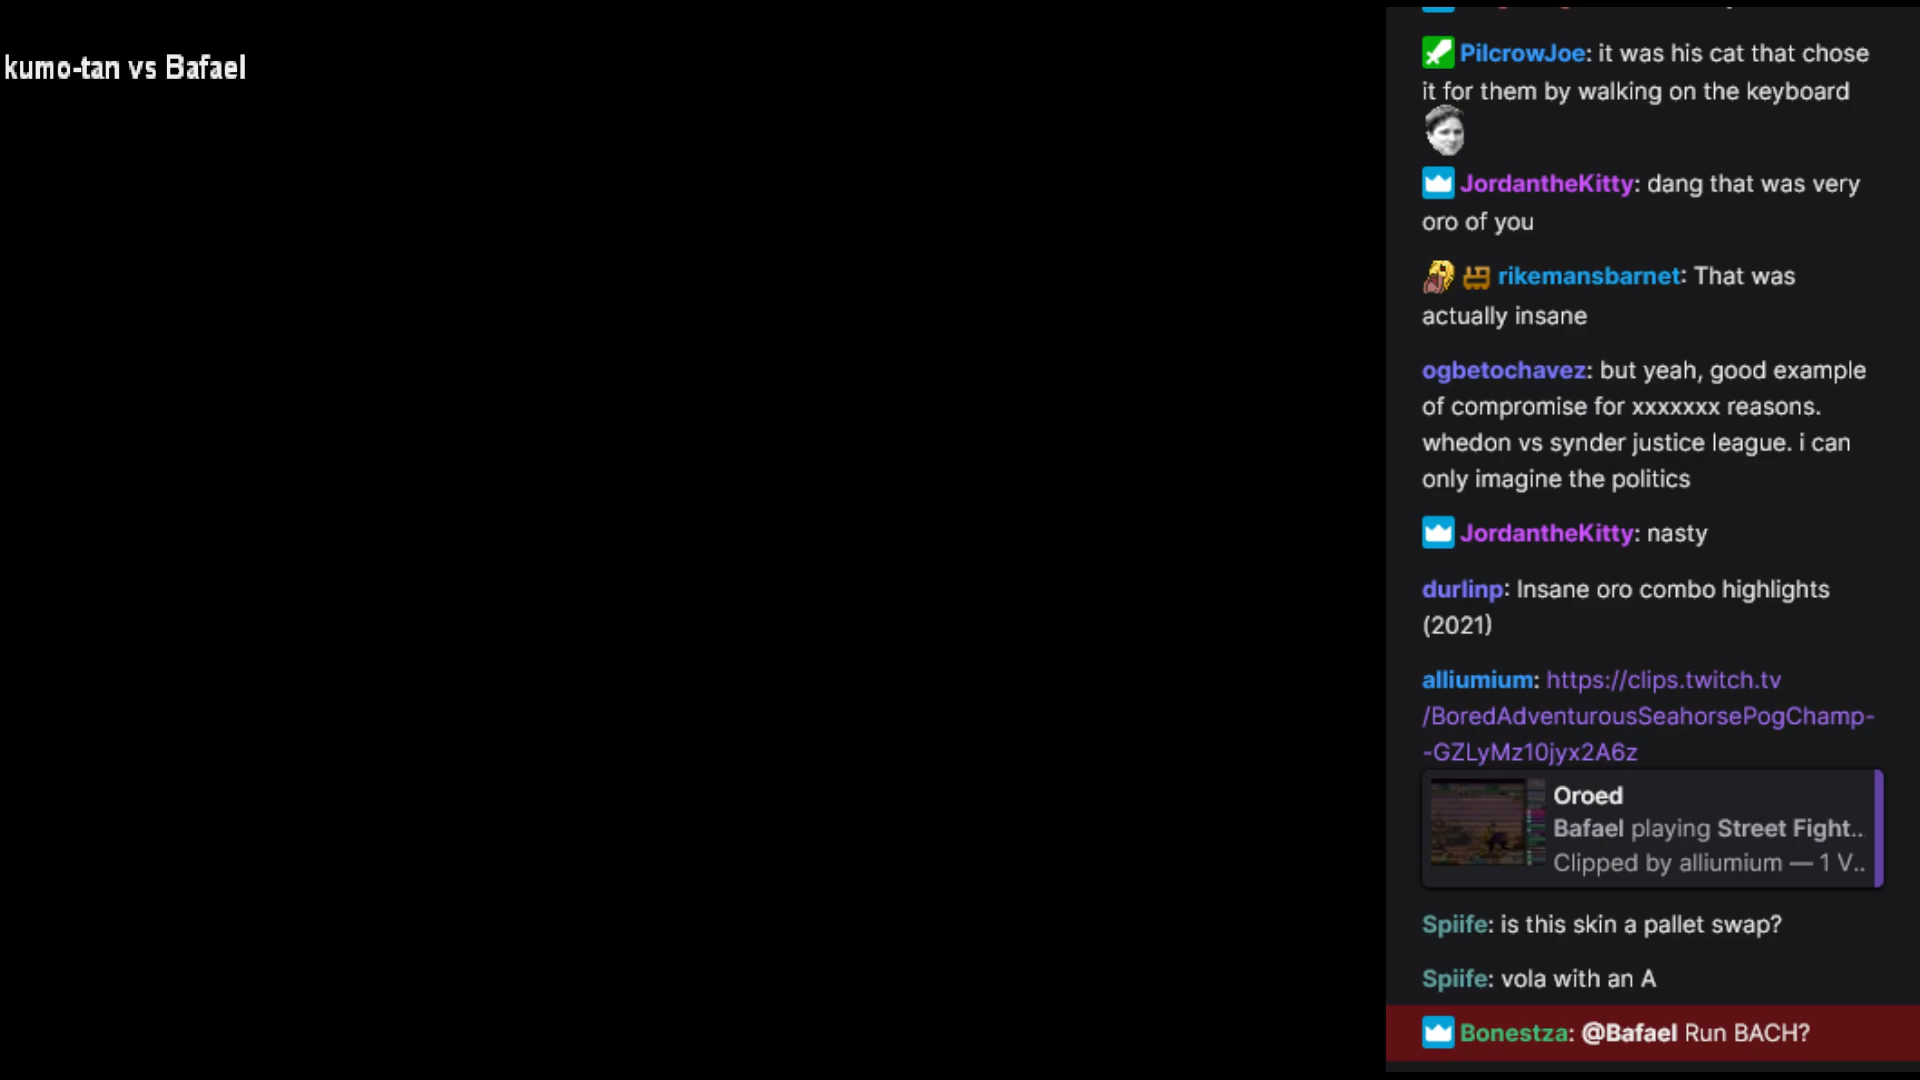 kumo-tan vs Bafael
PilcrowJoe: it was his cat that chose
it for them by walking on the keyboard
JordantheKitty: dang that was very
oro of you
rikemansbarnet: That was
actually insane
ogbetochavez: but yeah, good example
of compromise for xxxxxxx reasons.
whedon vs synder justice league. i can
only imagine the politics
JordantheKitty: nasty
durlinp: Insane oro combo highlights
(2021)
alliumium: https://clips.twitch.tv
/BoredAdventurousSeahorsePogChamp-
-GZLyMz10jyx2A6z
Oroed
Bafael playing Street Fight..
Clipped by alliumium — 1 V..
Spiife: is this skin a pallet swap?
Spiife: vola with an A
Bonestza: @Bafael Run BACH?